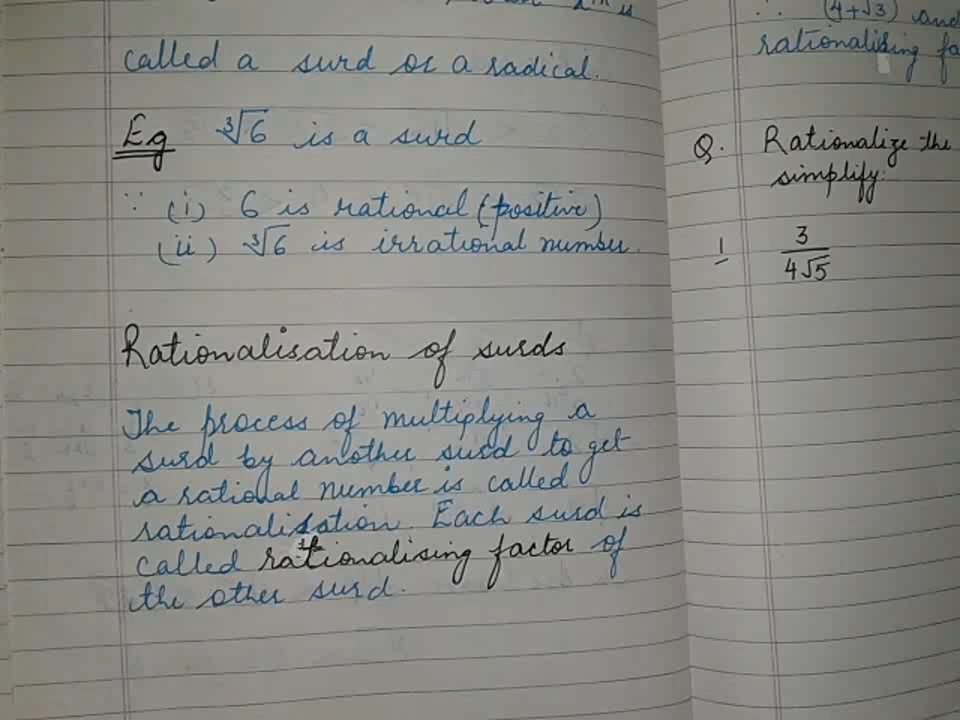 called a surd or a radical.
Eg ∛6 is a surd
∵ (i) 6 is rational (positive)
(ii) ∛6 is irrational number.
Rationalisation of surds
The process of multiplying a
surd by another surd to get
a rational number is called
rationalisation. Each surd is
called rationalising factor of
the other surd.
∴ (4+√3) and
rationalising
Q. Rationalize the
simplify:
1 3/4√5